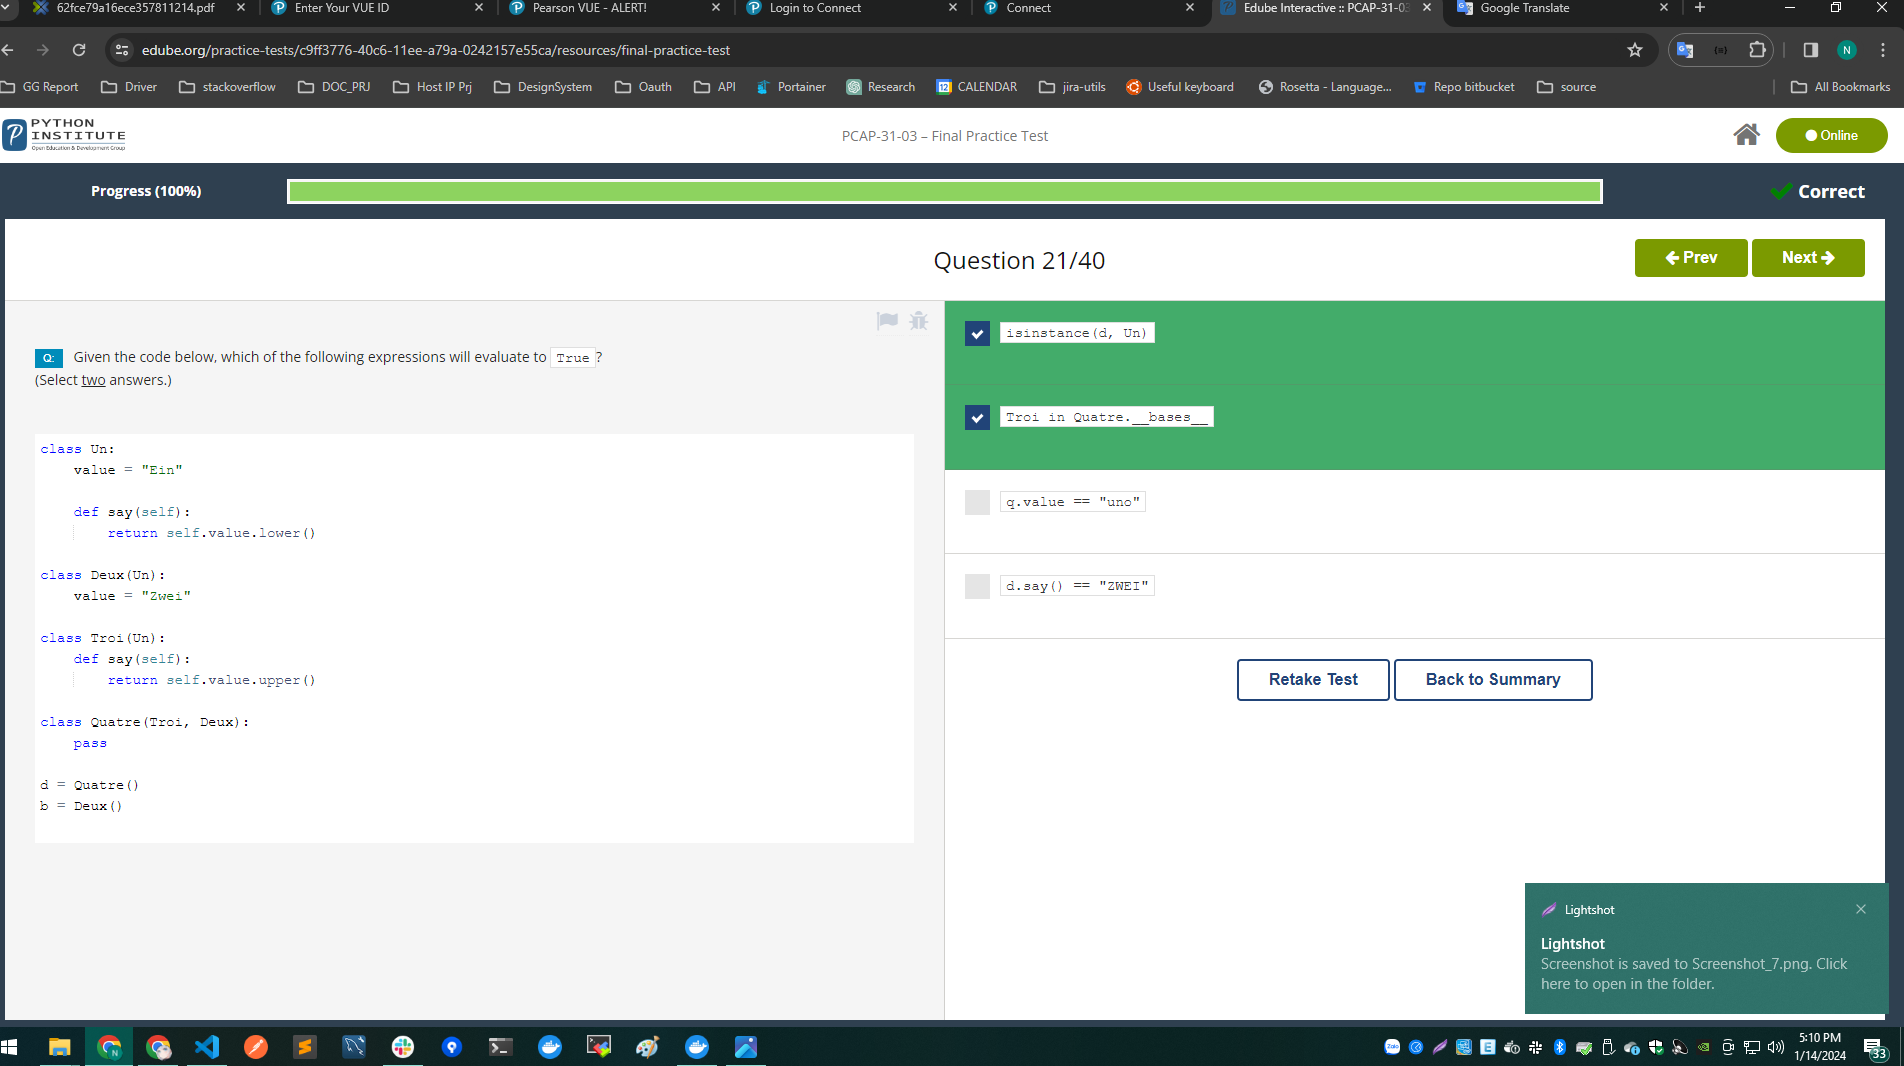 62fce79a16ece357811214.pdf
Enter Your VUE ID
Pearson VUE - ALERT!
Login to Connect
Connect
Edube Interactive :: PCAP-31-03
Google Translate
edube.org/practice-tests/c9ff3776-40c6-11ee-a79a-0242157e55ca/resources/final-practice-test
N
GG Report
Driver
stackoverflow
DOC_PRJ
Host IP Prj
DesignSystem
Oauth
API
Portainer
Research
CALENDAR
jira-utils
Useful keyboard
Rosetta - Language...
Repo bitbucket
source
All Bookmarks
PYTHON
INSTITUTE
Open Education & Development Group
PCAP-31-03 – Final Practice Test
Online
Progress (100%)
Correct
Question 21/40
Prev
Next
Q: Given the code below, which of the following expressions will evaluate to True ?
(Select two answers.)
class Un:
    value = "Ein"
    def say(self):
        return self.value.lower()
class Deux(Un):
    value = "Zwei"
class Troi(Un):
    def say(self):
        return self.value.upper()
class Quatre(Troi, Deux):
    pass
d = Quatre()
b = Deux()
isinstance(d, Un)
Troi in Quatre.__bases__
q.value == "uno"
d.say() == "ZWEI"
Retake Test
Back to Summary
Lightshot
Lightshot
Screenshot is saved to Screenshot_7.png. Click
here to open in the folder.
5:10 PM
1/14/2024
33